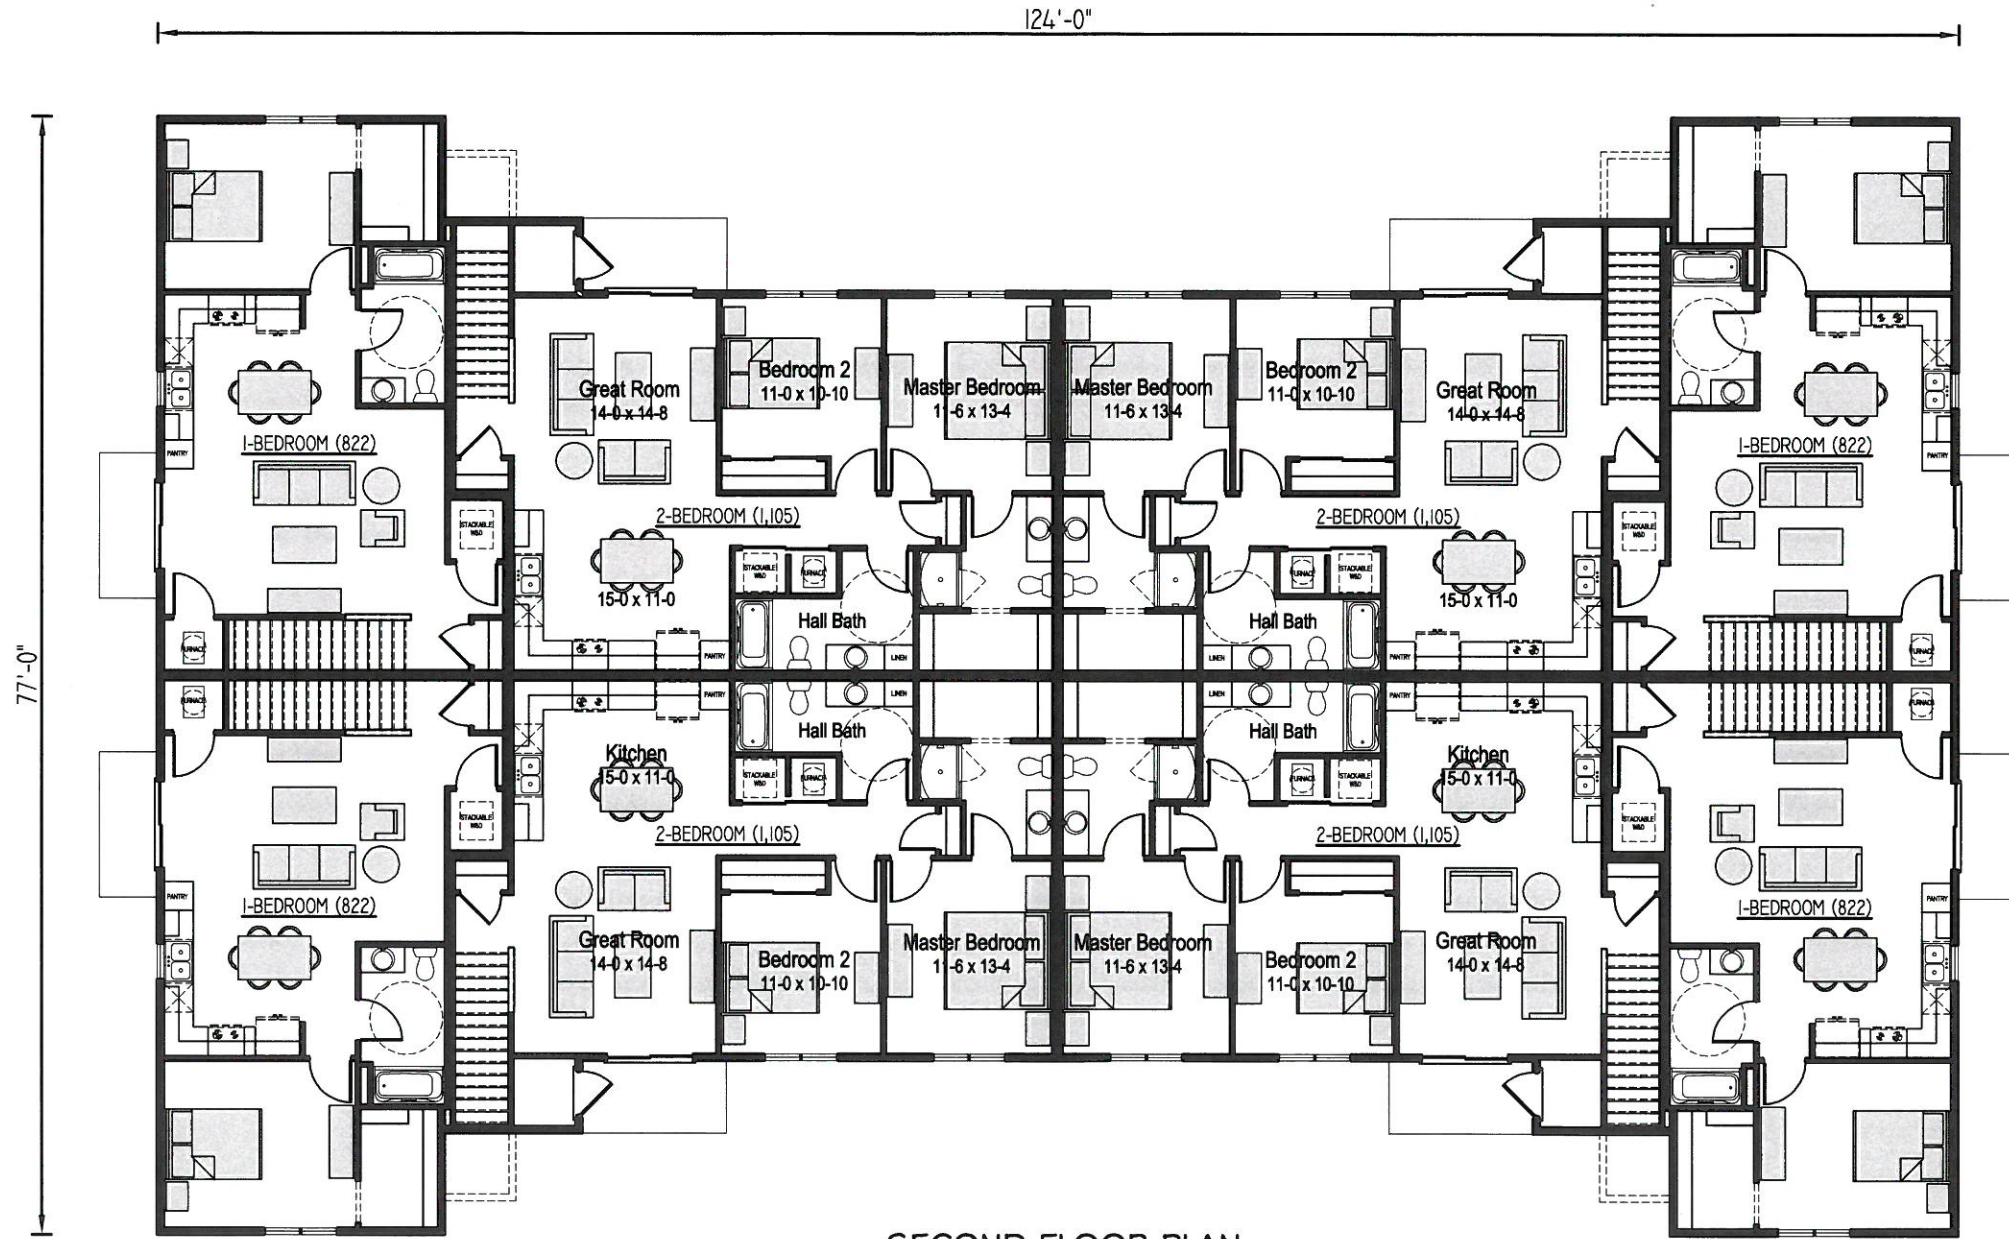 124'-0"
77'-0"
Great Room
14-0 x 14-8
Bedroom 2
11-0 x 10-10
Master Bedroom
11-6 x 13-4
Master Bedroom
11-6 x 13-4
Bedroom 2
11-0 x 10-10
Great Room
14-0 x 14-8
1-BEDROOM (822)
PANTRY
1-BEDROOM (822)
PANTRY
STACKABLE
W&D
2-BEDROOM (1,105)
2-BEDROOM (1,105)
STACKABLE
W&D
STACKABLE
W&D
FURNACE
FURNACE
STACKABLE
W&D
15-0 x 11-0
15-0 x 11-0
Hall Bath
Hall Bath
FURNACE
PANTRY
LINEN
LINEN
PANTRY
FURNACE
FURNACE
PANTRY
LINEN
LINEN
PANTRY
FURNACE
Hall Bath
Hall Bath
Kitchen
15-0 x 11-0
Kitchen
15-0 x 11-0
STACKABLE
W&D
FURNACE
FURNACE
STACKABLE
W&D
STACKABLE
W&D
2-BEDROOM (1,105)
2-BEDROOM (1,105)
STACKABLE
W&D
PANTRY
1-BEDROOM (822)
PANTRY
1-BEDROOM (822)
Great Room
14-0 x 14-8
Bedroom 2
11-0 x 10-10
Master Bedroom
11-6 x 13-4
Master Bedroom
11-6 x 13-4
Bedroom 2
11-0 x 10-10
Great Room
14-0 x 14-8
SECOND FLOOR PLAN